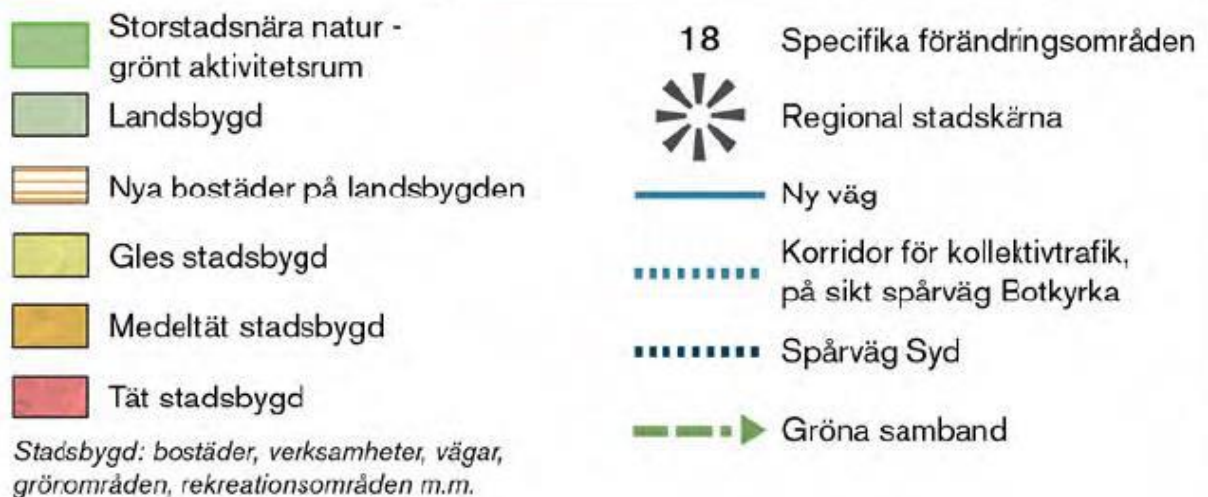 Storstadsnära natur -
grönt aktivitetsrum
Landsbygd
Nya bostäder på landsbygden
Gles stadsbygd
Medeltät stadsbygd
Tät stadsbygd
Stadsbygd: bostäder, verksamheter, vägar,
grönområden, rekreationsområden m.m.
18 Specifika förändringsområden
Regional stadskärna
Ny väg
Korridor för kollektivtrafik,
på sikt spårväg Botkyrka
Spårväg Syd
Gröna samband